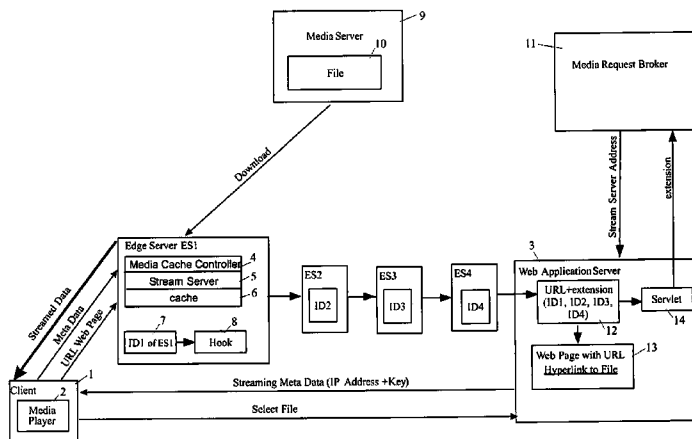 Media Server
9
10
File
11
Media Request Broker
Download
Stream Server Address
extension
Edge Server ES1
Media Cache Controller
4
Stream Server
5
cache
6
7
8
ID1 of ES1
Hook
ES2
ID2
ES3
ID3
ES4
ID4
3
Web Application Server
URL+extension
(ID1, ID2, ID3,
ID4)
12
Servlet
14
Web Page with URL
Hyperlink to File
13
Streamed Data
Meta Data
URL Web Page
1
Client
2
Media
Player
Streaming Meta Data (IP Address +Key)
Select File